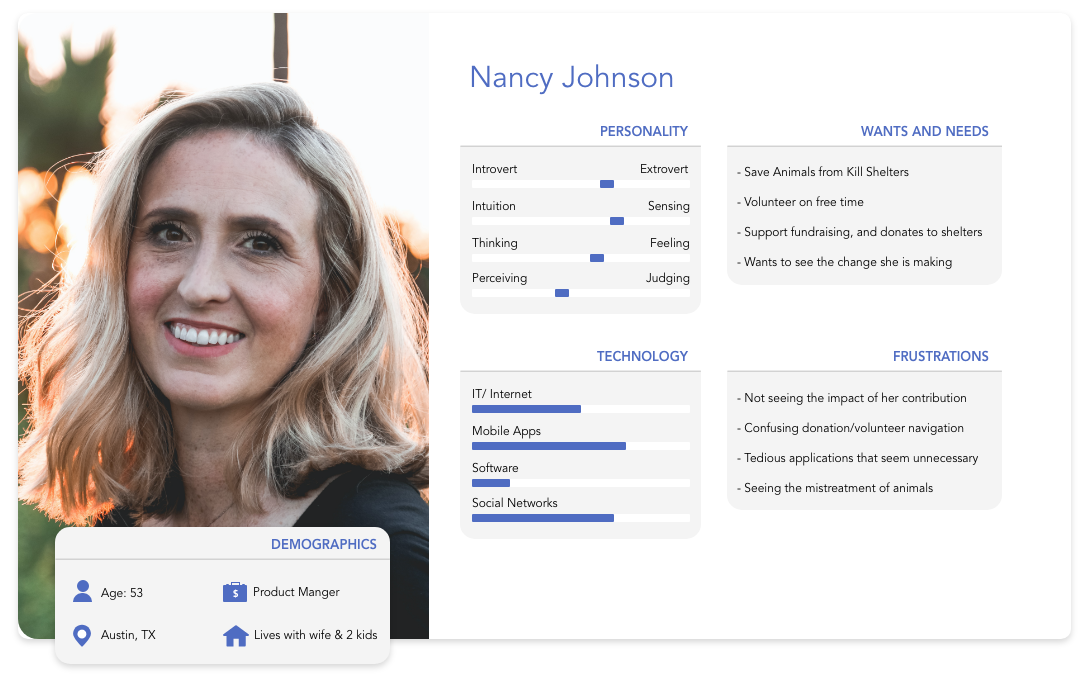 Nancy Johnson
PERSONALITY
Introvert Extrovert
Intuition Sensing
Thinking Feeling
Perceiving Judging
WANTS AND NEEDS
- Save Animals from Kill Shelters
- Volunteer on free time
- Support fundraising, and donates to shelters
- Wants to see the change she is making
TECHNOLOGY
IT/ Internet
Mobile Apps
Software
Social Networks
FRUSTRATIONS
- Not seeing the impact of her contribution
- Confusing donation/volunteer navigation
- Tedious applications that seem unnecessary
- Seeing the mistreatment of animals
DEMOGRAPHICS
Age: 53
$
Product Manger
Austin, TX
Lives with wife & 2 kids